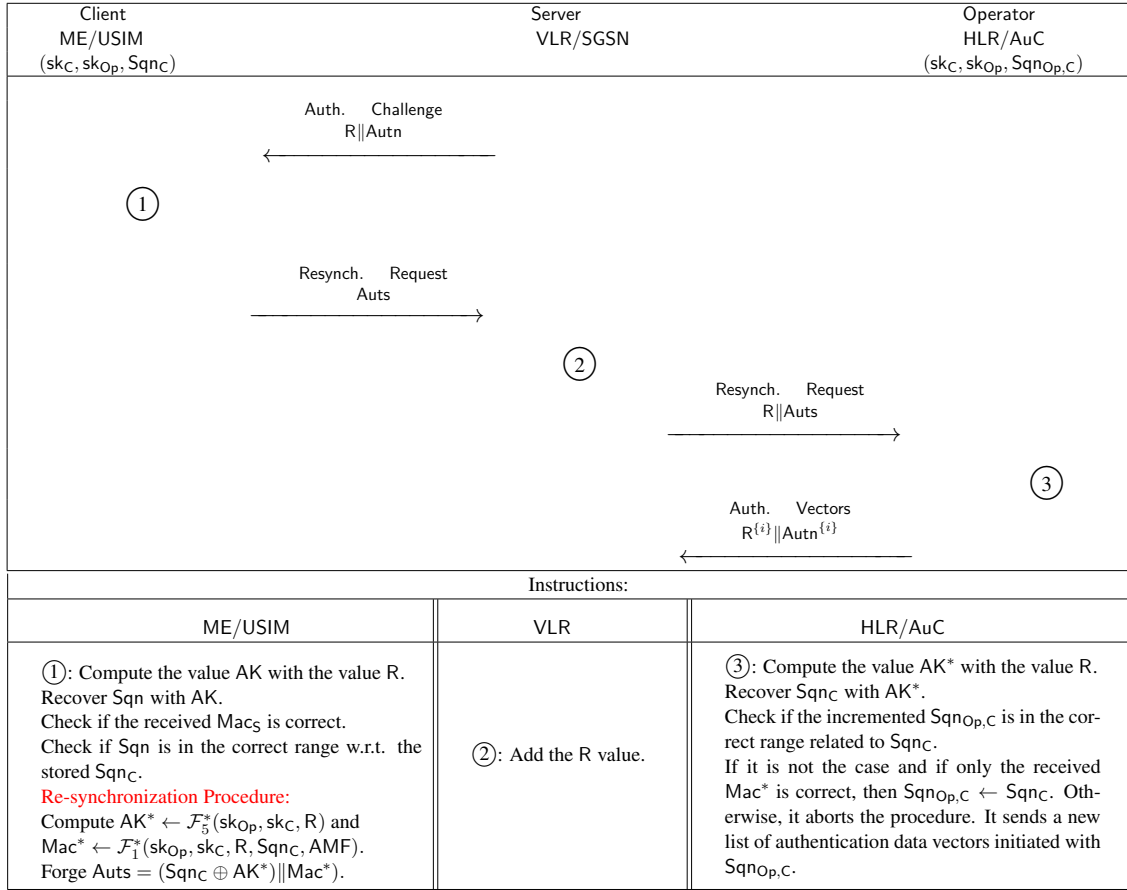 Client Server Operator
ME/USIM VLR/SGSN HLR/AuC
(sk_C, sk_Op, Sqn_C) (sk_C, sk_Op, Sqn_Op,C)
Auth. Challenge
R‖Autn
①
Resynch. Request
Auts
②
Resynch. Request
R‖Auts
③
Auth. Vectors
R^{i}‖Autn^{i}
Instructions:
ME/USIM VLR HLR/AuC
①: Compute the value AK with the value R.
Recover Sqn with AK.
Check if the received Mac_S is correct.
Check if Sqn is in the correct range w.r.t. the
stored Sqn_C.
Re-synchronization Procedure:
Compute AK* ← F_5^*(sk_Op, sk_C, R) and
Mac* ← F_1^*(sk_Op, sk_C, R, Sqn_C, AMF).
Forge Auts = (Sqn_C ⊕ AK*)‖Mac*).
②: Add the R value.
③: Compute the value AK* with the value R.
Recover Sqn_C with AK*.
Check if the incremented Sqn_Op,C is in the cor-
rect range related to Sqn_C.
If it is not the case and if only the received
Mac* is correct, then Sqn_Op,C ← Sqn_C. Oth-
erwise, it aborts the procedure. It sends a new
list of authentication data vectors initiated with
Sqn_Op,C.